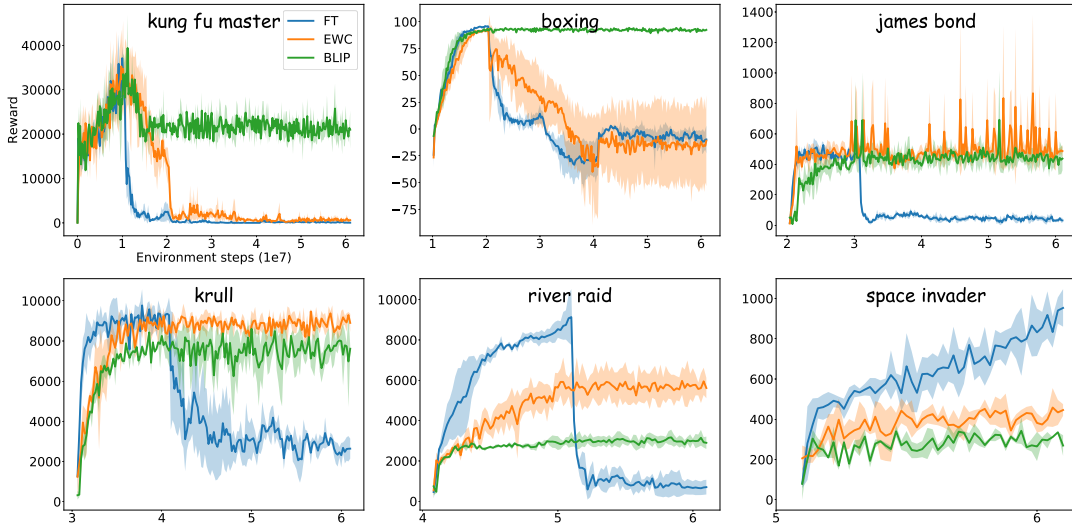 kung fu master
FT
EWC
BLIP
Reward
40000
30000
20000
10000
0
0 1 2 3 4 5 6
Environment steps (1e7)
boxing
100
75
50
25
0
−25
−50
−75
1 2 3 4 5 6
james bond
1400
1200
1000
800
600
400
200
0
2 3 4 5 6
krull
10000
8000
6000
4000
2000
0
3 4 5 6
river raid
10000
8000
6000
4000
2000
0
4 5 6
space invader
1000
800
600
400
200
0
5 6